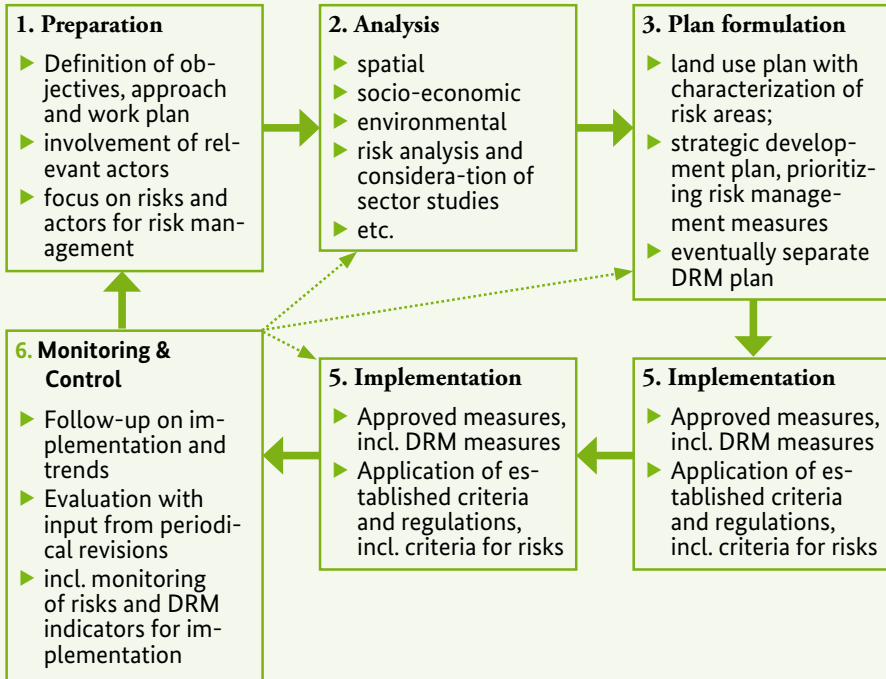 1. Preparation
▶ Definition of ob-
jectives, approach
and work plan
▶ involvement of rel-
evant actors
▶ focus on risks and
actors for risk man-
agement
2. Analysis
▶ spatial
▶ socio-economic
▶ environmental
▶ risk analysis and
considera-tion of
sector studies
▶ etc.
3. Plan formulation
▶ land use plan with
characterization of
risk areas;
▶ strategic develop-
ment plan, prioritiz-
ing risk manage-
ment measures
▶ eventually separate
DRM plan
5. Implementation
▶ Approved measures,
incl. DRM measures
▶ Application of es-
tablished criteria
and regulations,
incl. criteria for risks
5. Implementation
▶ Approved measures,
incl. DRM measures
▶ Application of es-
tablished criteria
and regulations,
incl. criteria for risks
6. Monitoring &
Control
▶ Follow-up on im-
plementation and
trends
▶ Evaluation with
input from periodi-
cal revisions
▶ incl. monitoring
of risks and DRM
indicators for im-
plementation